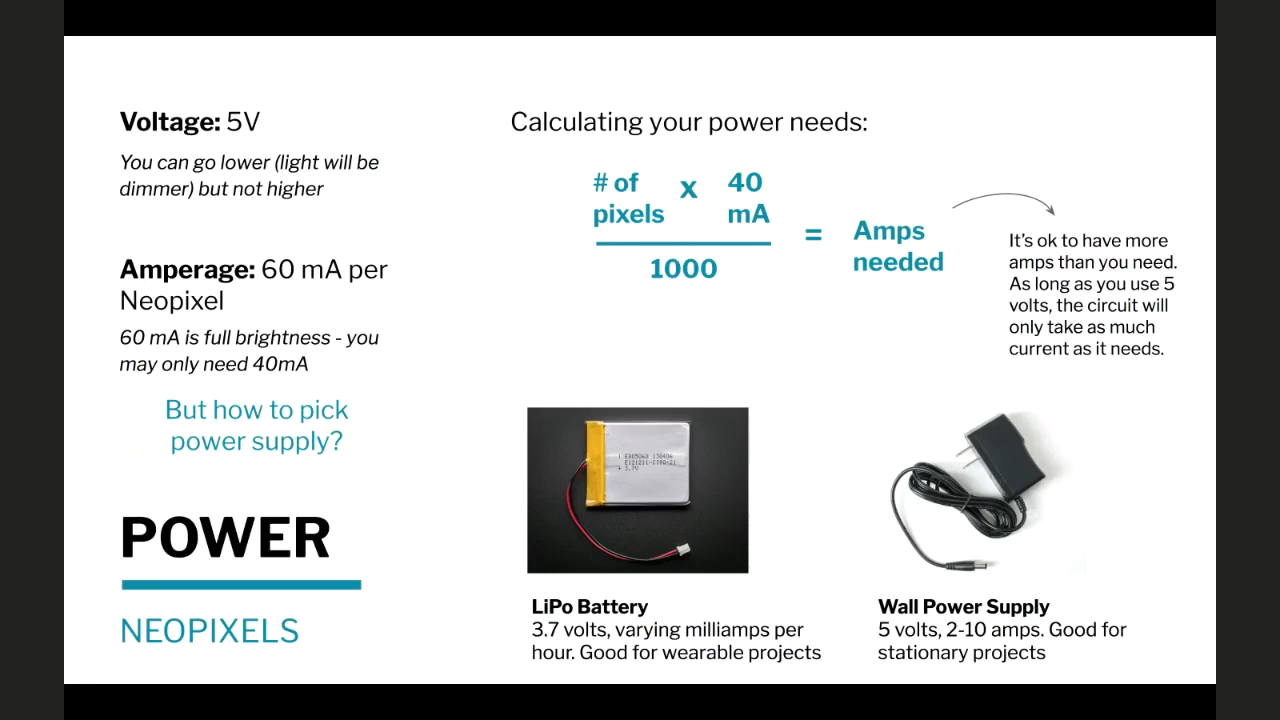 Voltage: 5V
You can go lower (light will be
dimmer) but not higher
Amperage: 60 mA per
Neopixel
60 mA is full brightness - you
may only need 40mA
But how to pick
power supply?
POWER
NEOPIXELS
Calculating your power needs:
# of pixels x 40 mA
1000
= Amps needed
It's ok to have more
amps than you need.
As long as you use 5
volts, the circuit will
only take as much
current as it needs.
3.7V
LiPo Battery
3.7 volts, varying milliamps per
hour. Good for wearable projects
Wall Power Supply
5 volts, 2-10 amps. Good for
stationary projects